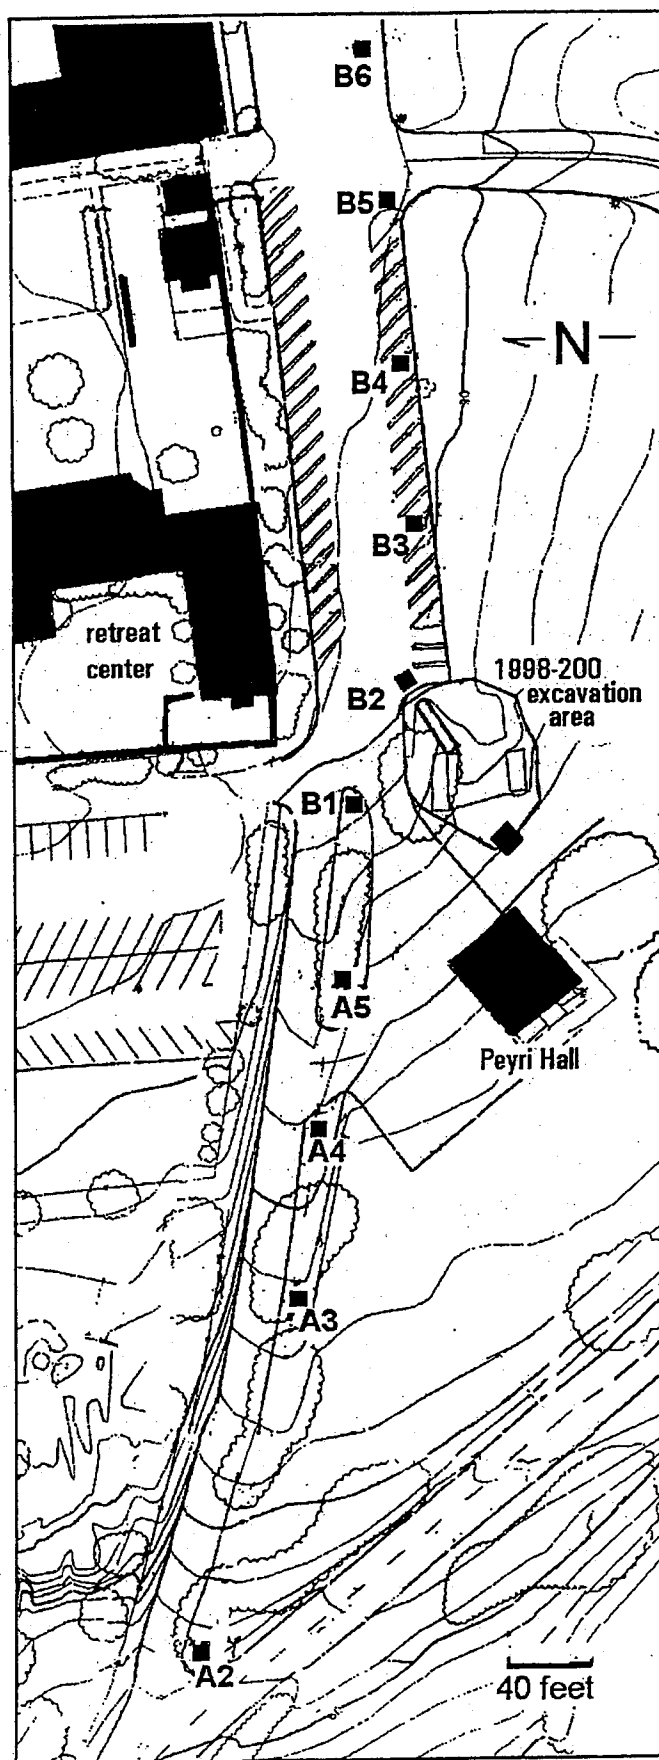 B6
B5
N
B4
B3
retreat
center
B2
1998-200
excavation
area
B1
A5
Peyri Hall
A4
A3
A2
40 feet